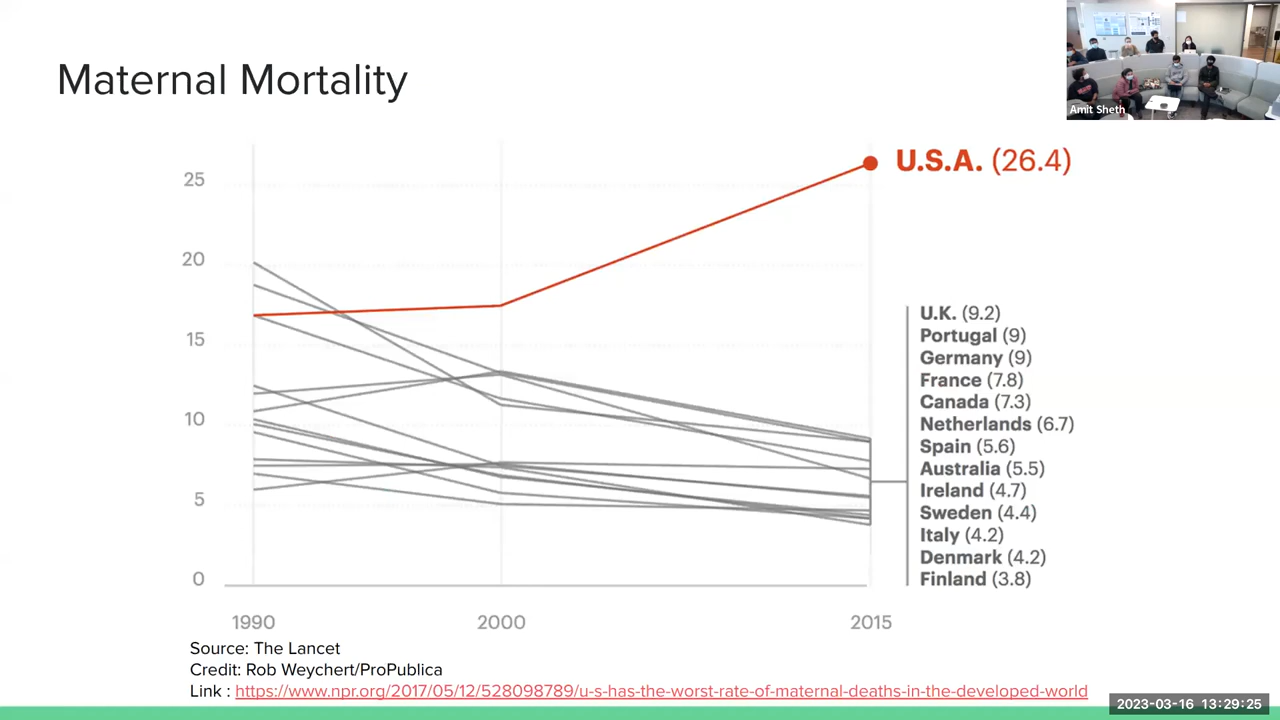 Maternal Mortality
Amit Sheth
25
20
15
10
5
0
1990
2000
2015
U.S.A. (26.4)
U.K. (9.2)
Portugal (9)
Germany (9)
France (7.8)
Canada (7.3)
Netherlands (6.7)
Spain (5.6)
Australia (5.5)
Ireland (4.7)
Sweden (4.4)
Italy (4.2)
Denmark (4.2)
Finland (3.8)
Source: The Lancet
Credit: Rob Weychert/ProPublica
Link : https://www.npr.org/2017/05/12/528098789/u-s-has-the-worst-rate-of-maternal-deaths-in-the-developed-world
2023-03-16 13:29:25